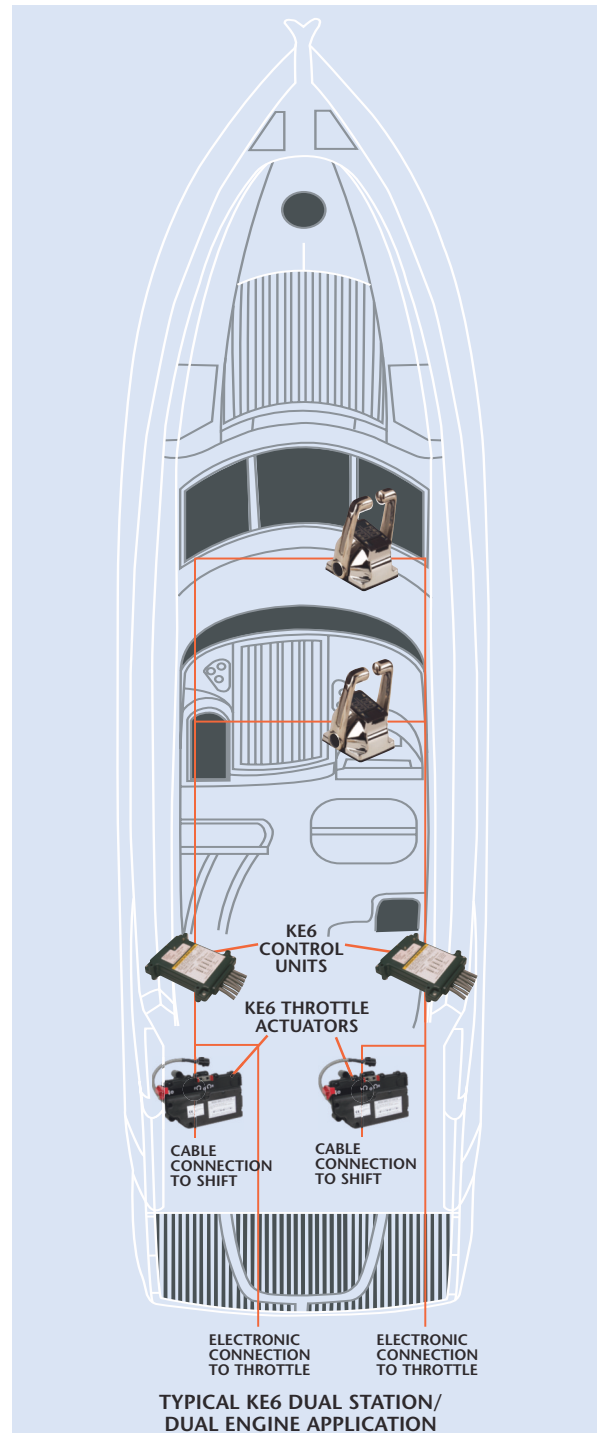 KE6
CONTROL
UNITS
KE6 THROTTLE
ACTUATORS
CABLE
CONNECTION
TO SHIFT
CABLE
CONNECTION
TO SHIFT
ELECTRONIC
CONNECTION
TO THROTTLE
ELECTRONIC
CONNECTION
TO THROTTLE
TYPICAL KE6 DUAL STATION/
DUAL ENGINE APPLICATION